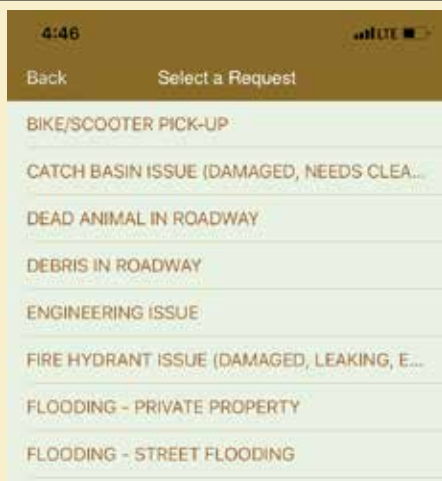 4:46
LTE
Back Select a Request
BIKE/SCOOTER PICK-UP
CATCH BASIN ISSUE (DAMAGED, NEEDS CLEA...
DEAD ANIMAL IN ROADWAY
DEBRIS IN ROADWAY
ENGINEERING ISSUE
FIRE HYDRANT ISSUE (DAMAGED, LEAKING, E...
FLOODING - PRIVATE PROPERTY
FLOODING - STREET FLOODING